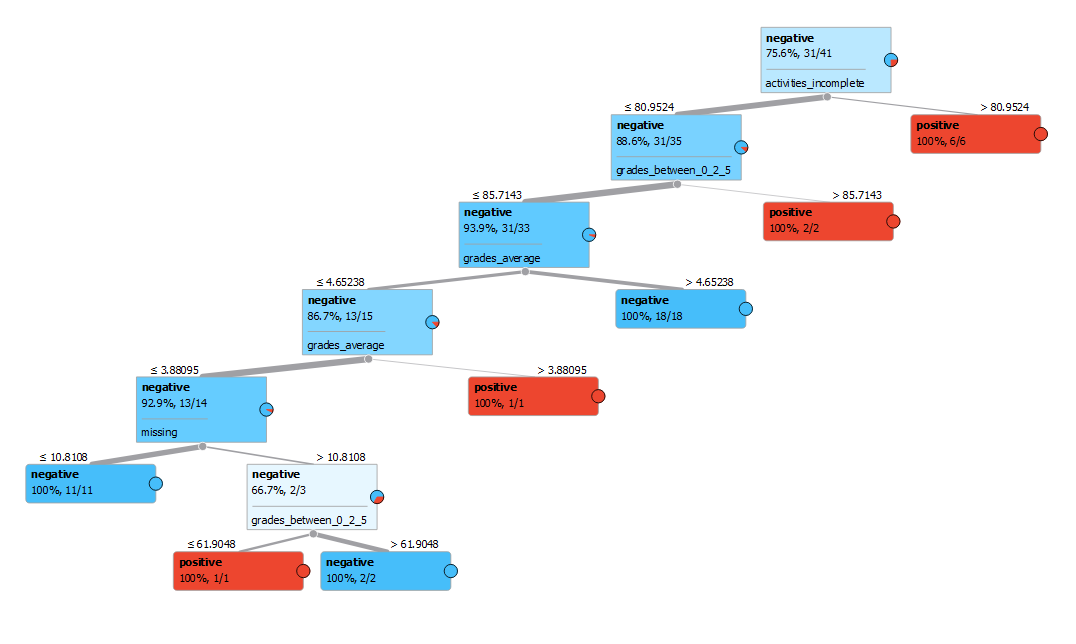 negative
75.6%, 31/41
activities_incomplete
≤ 80.9524
> 80.9524
negative
88.6%, 31/35
grades_between_0_2_5
positive
100%, 6/6
≤ 85.7143
> 85.7143
negative
93.9%, 31/33
grades_average
positive
100%, 2/2
≤ 4.65238
> 4.65238
negative
86.7%, 13/15
grades_average
negative
100%, 18/18
≤ 3.88095
> 3.88095
negative
92.9%, 13/14
missing
positive
100%, 1/1
≤ 10.8108
> 10.8108
negative
100%, 11/11
negative
66.7%, 2/3
grades_between_0_2_5
≤ 61.9048
> 61.9048
positive
100%, 1/1
negative
100%, 2/2